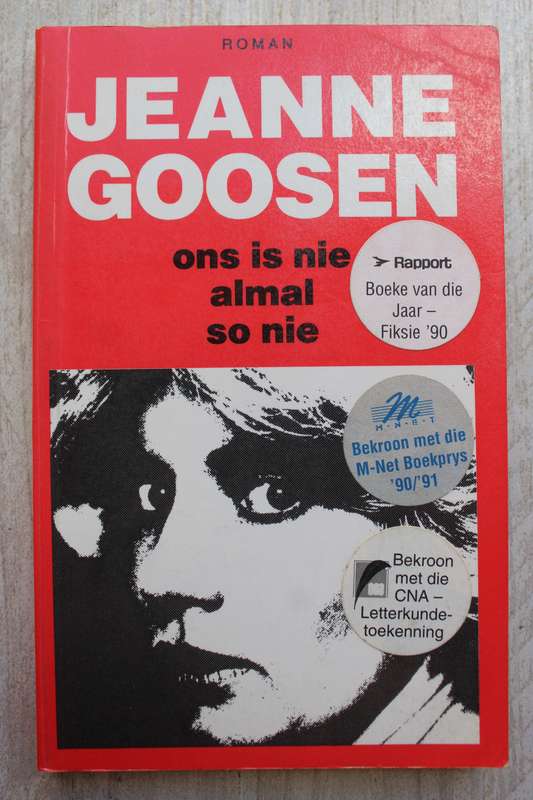 ROMAN
JEANNE
GOOSEN
ons is nie
almal
so nie
Rapport
Boeke van die
Jaar –
Fiksie '90
M
M·N·E·T
Bekroon met die
M-Net Boekprys
'90/'91
Bekroon
met die
CNA –
Letterkunde-
toekenning